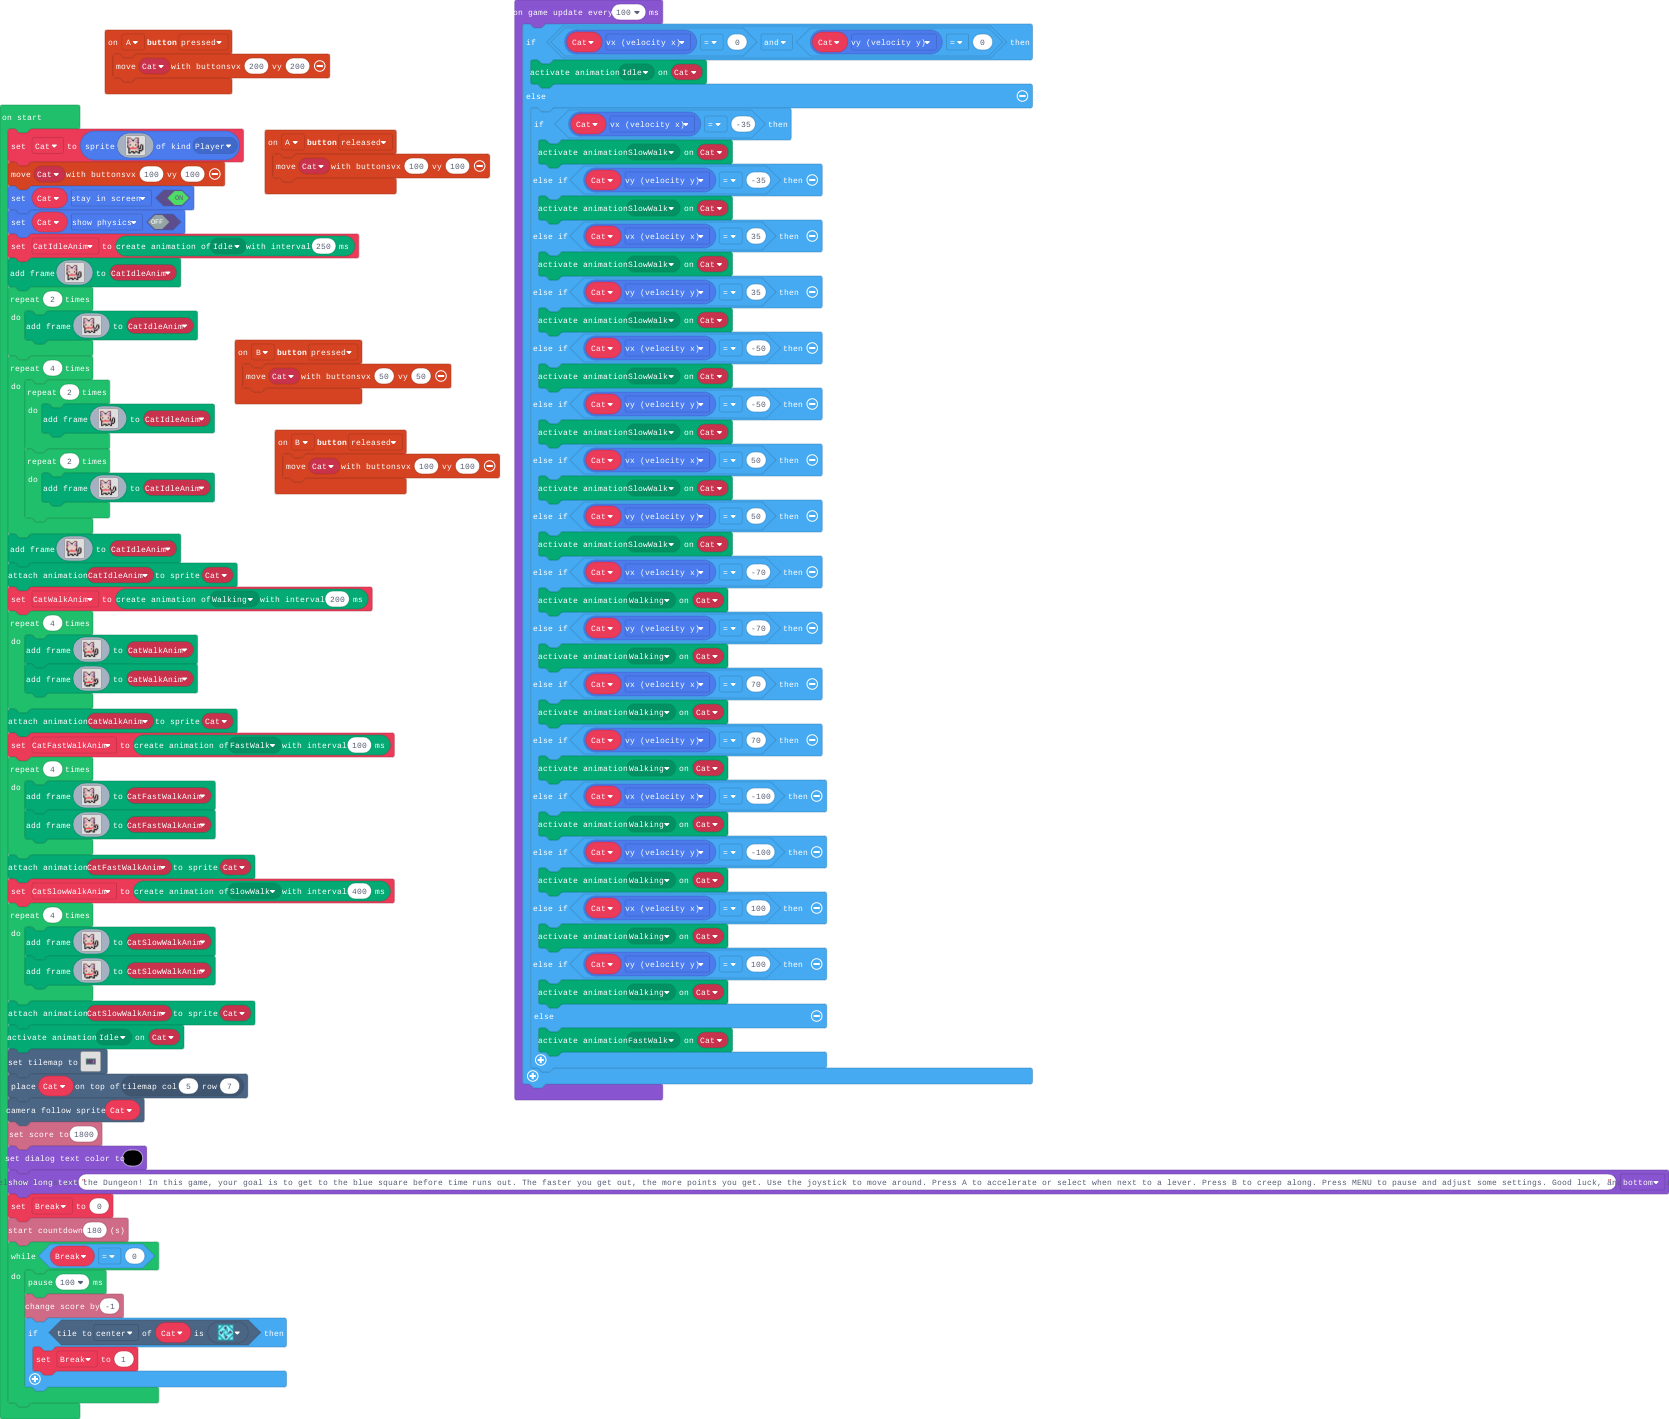 on A button pressed
move Cat with buttons vx 200 vy 200
on start
set Cat to sprite of kind Player
move Cat with buttons vx 100 vy 100
set Cat stay in screen ON
set Cat show physics OFF
set CatIdleAnim to create animation of Idle with interval 250 ms
add frame to CatIdleAnim
repeat 2 times
do add frame to CatIdleAnim
repeat 4 times
do repeat 2 times
do add frame to CatIdleAnim
repeat 2 times
do add frame to CatIdleAnim
add frame to CatIdleAnim
attach animation CatIdleAnim to sprite Cat
set CatWalkAnim to create animation of Walking with interval 200 ms
repeat 4 times
do add frame to CatWalkAnim
add frame to CatWalkAnim
attach animation CatWalkAnim to sprite Cat
set CatFastWalkAnim to create animation of FastWalk with interval 100 ms
repeat 4 times
do add frame to CatFastWalkAnim
add frame to CatFastWalkAnim
attach animation CatFastWalkAnim to sprite Cat
set CatSlowWalkAnim to create animation of SlowWalk with interval 400 ms
repeat 4 times
do add frame to CatSlowWalkAnim
add frame to CatSlowWalkAnim
attach animation CatSlowWalkAnim to sprite Cat
activate animation Idle on Cat
set tilemap to
place Cat on top of tilemap col 5 row 7
camera follow sprite Cat
set score to 1800
set dialog text color to
show long text the Dungeon! In this game, your goal is to get to the blue square before time runs out. The faster you get out, the more points you get. Use the joystick to move around. Press A to accelerate or select when next to a lever. Press B to creep along. Press MENU to pause and adjust some settings. Good luck, bottom
set Break to 0
start countdown 180 (s)
while Break = 0
do pause 100 ms
change score by -1
if tile to center of Cat is then
set Break to 1
on A button released
move Cat with buttons vx 100 vy 100
on B button pressed
move Cat with buttons vx 50 vy 50
on B button released
move Cat with buttons vx 100 vy 100
on game update every 100 ms
if Cat vx (velocity x) = 0 and Cat vy (velocity y) = 0 then
activate animation Idle on Cat
else
if Cat vx (velocity x) = -35 then
activate animation SlowWalk on Cat
else if Cat vy (velocity y) = -35 then
activate animation SlowWalk on Cat
else if Cat vx (velocity x) = 35 then
activate animation SlowWalk on Cat
else if Cat vy (velocity y) = 35 then
activate animation SlowWalk on Cat
else if Cat vx (velocity x) = -50 then
activate animation SlowWalk on Cat
else if Cat vy (velocity y) = -50 then
activate animation SlowWalk on Cat
else if Cat vx (velocity x) = 50 then
activate animation SlowWalk on Cat
else if Cat vy (velocity y) = 50 then
activate animation SlowWalk on Cat
else if Cat vx (velocity x) = -70 then
activate animation Walking on Cat
else if Cat vy (velocity y) = -70 then
activate animation Walking on Cat
else if Cat vx (velocity x) = 70 then
activate animation Walking on Cat
else if Cat vy (velocity y) = 70 then
activate animation Walking on Cat
else if Cat vx (velocity x) = -100 then
activate animation Walking on Cat
else if Cat vy (velocity y) = -100 then
activate animation Walking on Cat
else if Cat vx (velocity x) = 100 then
activate animation Walking on Cat
else if Cat vy (velocity y) = 100 then
activate animation Walking on Cat
else
activate animation FastWalk on Cat